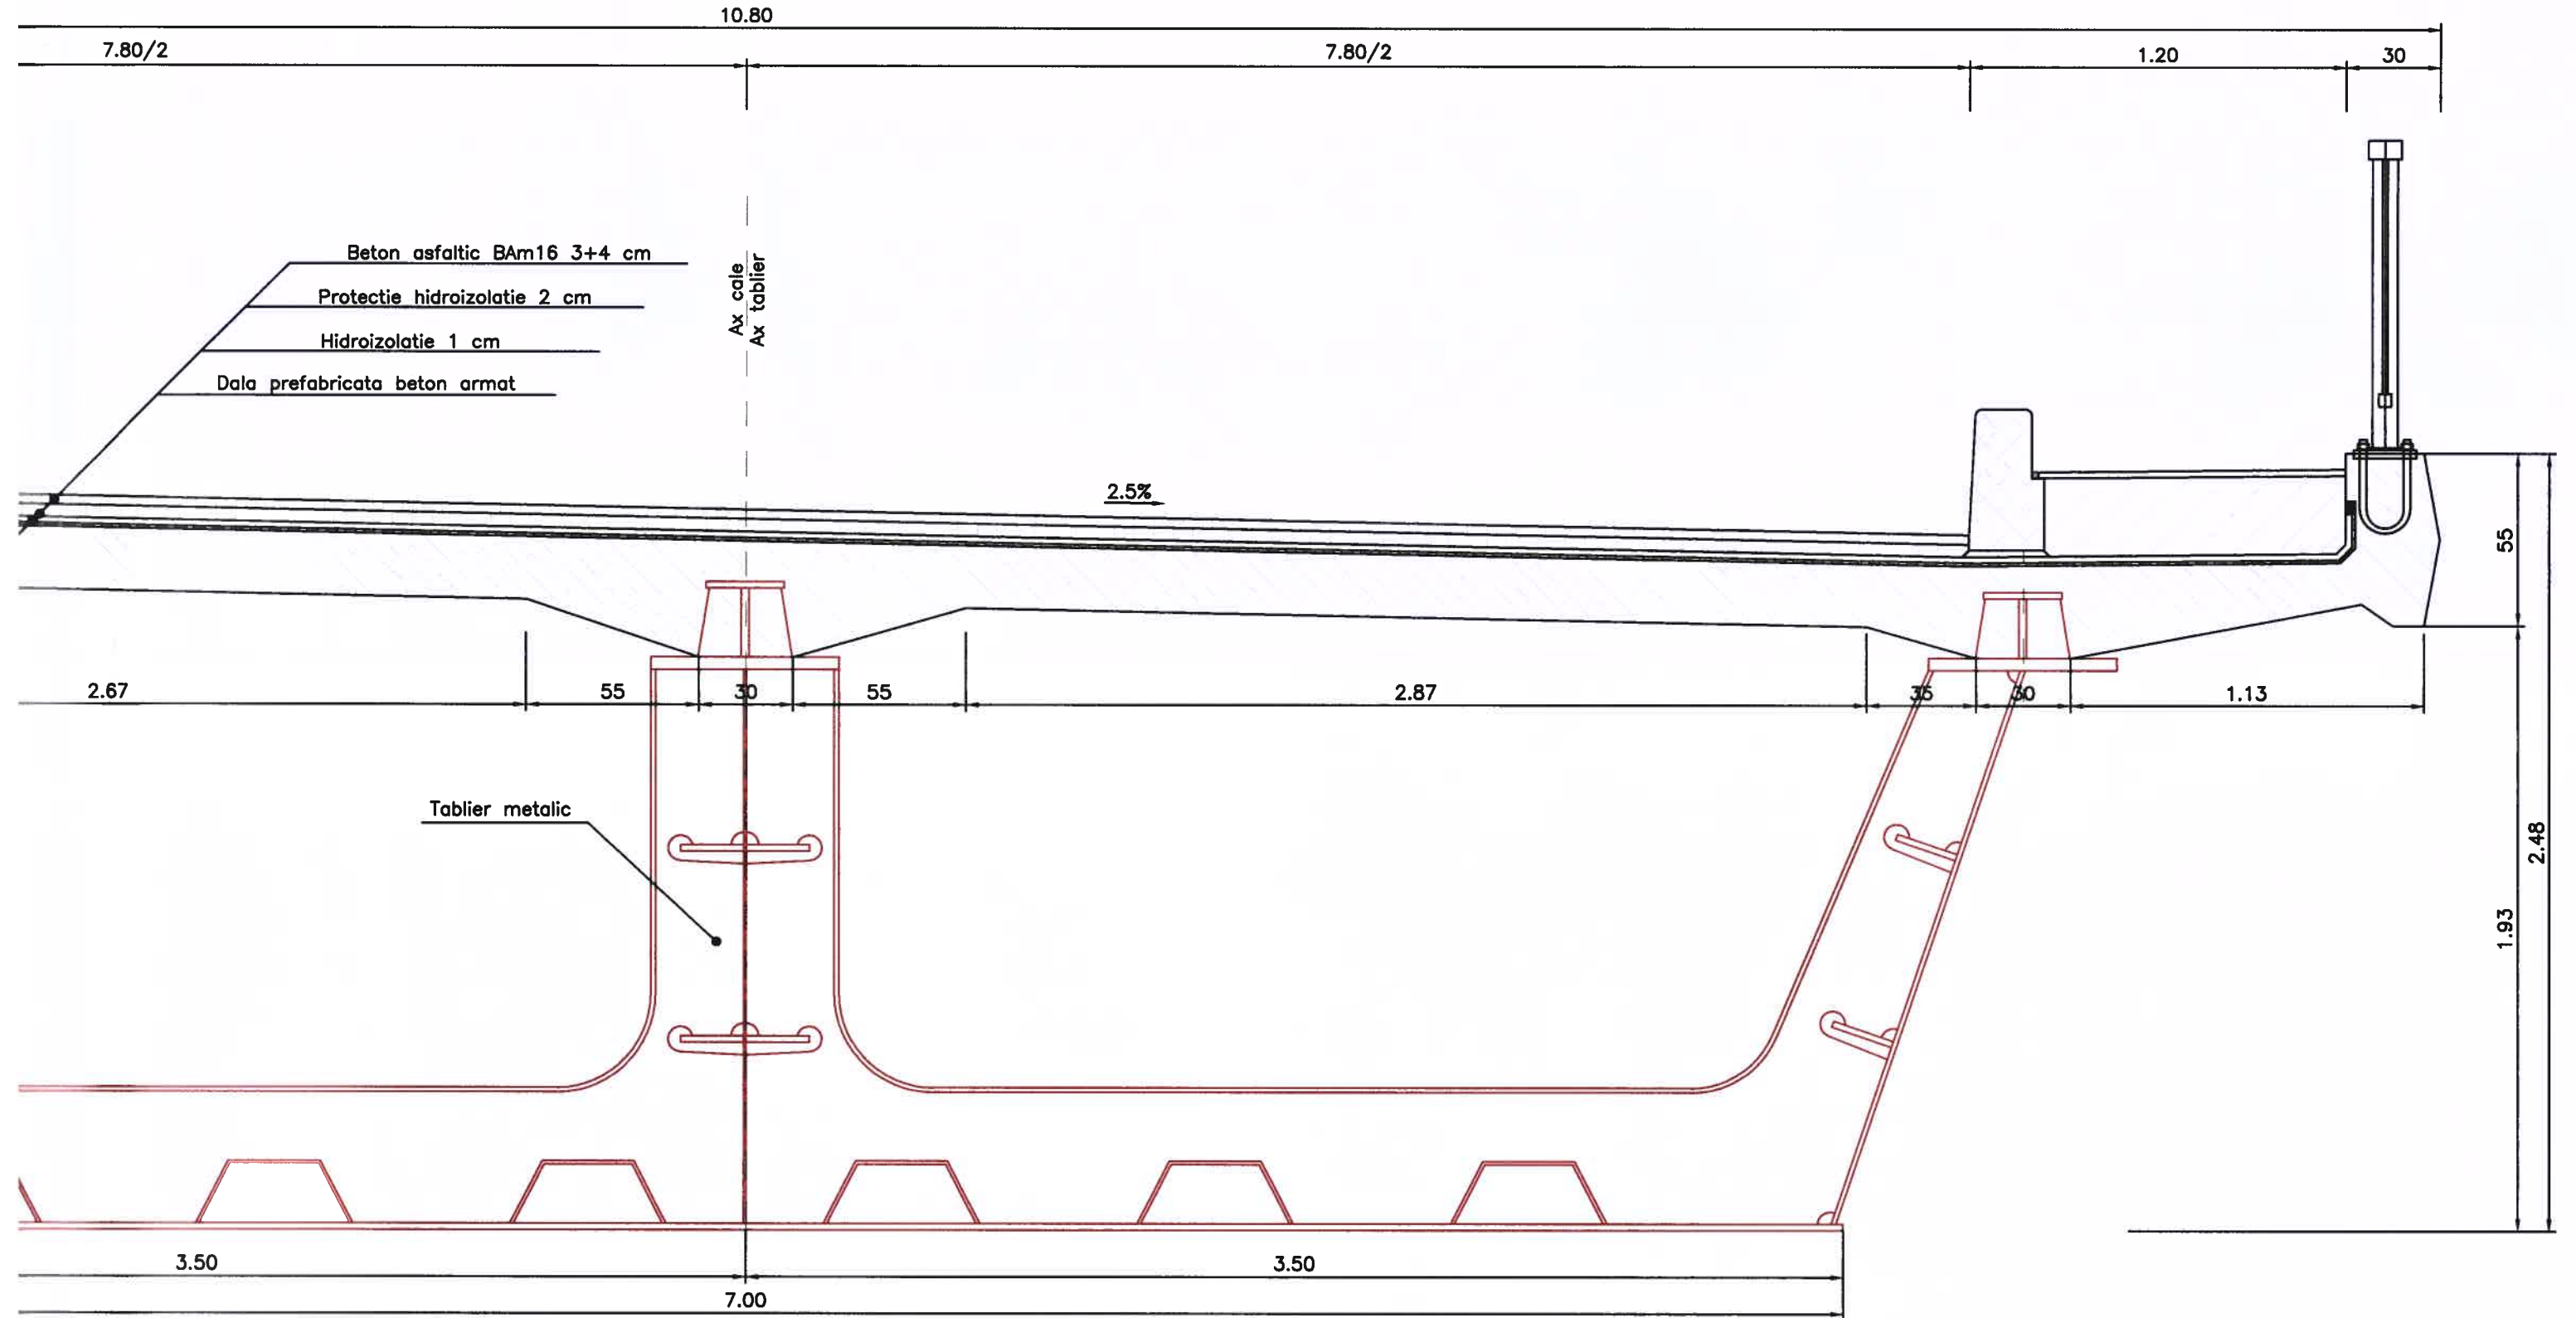 10.80
7.80/2
7.80/2
1.20
30
Beton asfaltic BAm16 3+4 cm
Protectie hidroizolatie 2 cm
Hidroizolatie 1 cm
Dala prefabricata beton armat
Ax cale
Ax tablier
2.5%
55
2.48
1.93
2.67
55
30
55
2.87
35
30
1.13
Tablier metalic
3.50
3.50
7.00